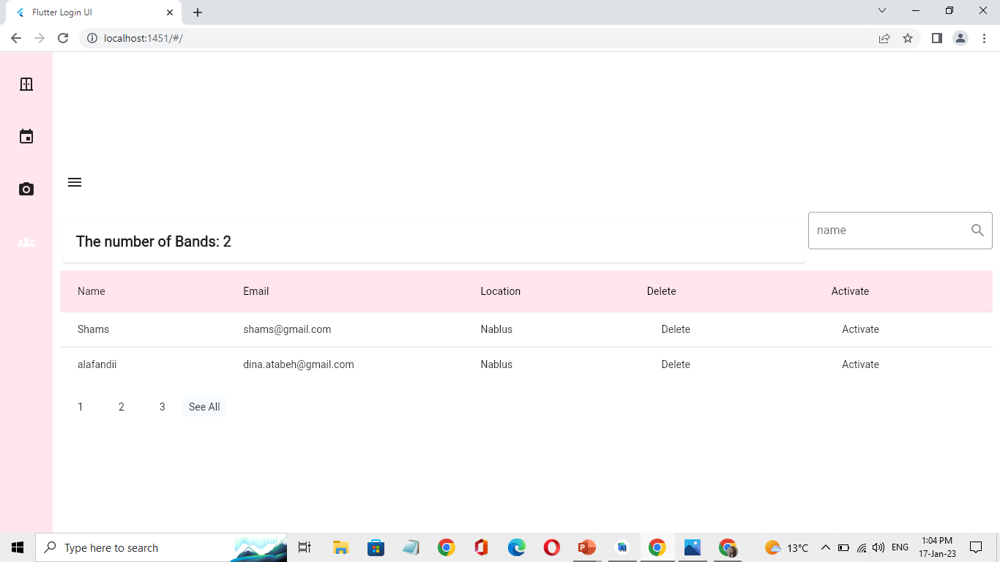 Flutter Login UI
localhost:1451/#/
The number of Bands: 2
name
Name Email Location Delete Activate
Shams shams@gmail.com Nablus Delete Activate
alafandii dina.atabeh@gmail.com Nablus Delete Activate
1 2 3 See All
Type here to search
13°C
ENG
1:04 PM
17-Jan-23